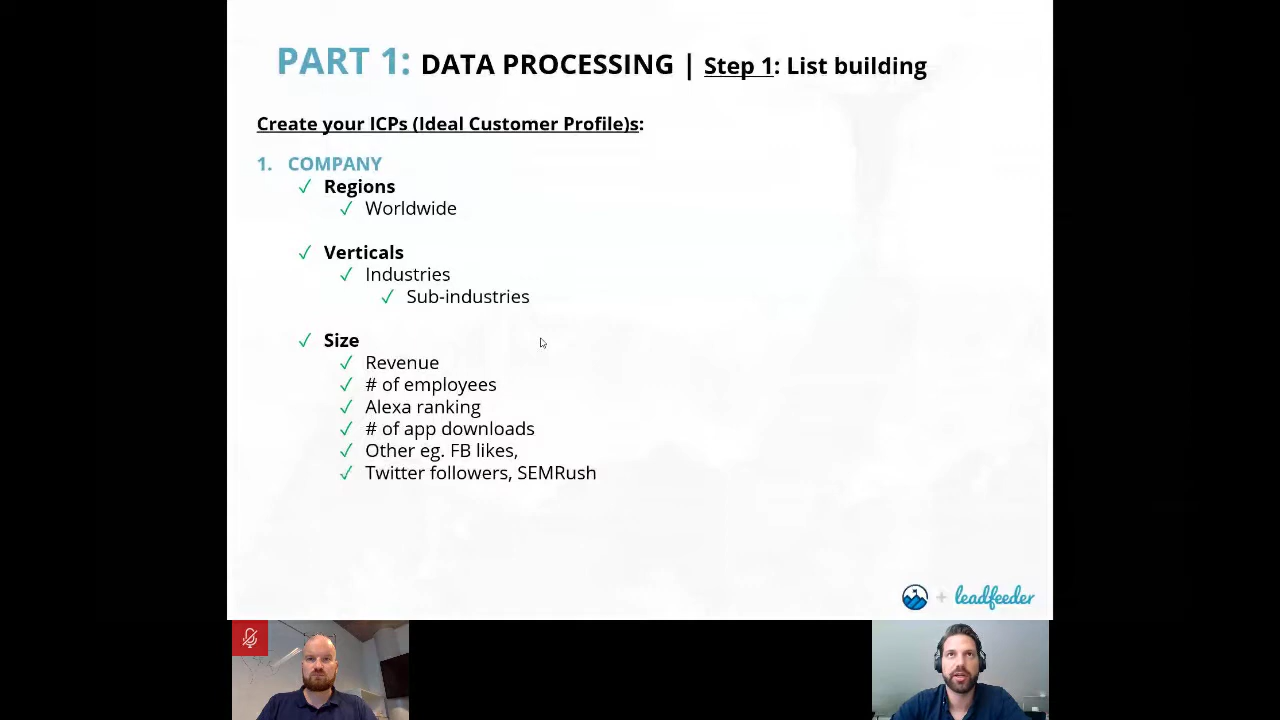 PART 1: DATA PROCESSING | Step 1: List building
Create your ICPs (Ideal Customer Profile)s:
1. COMPANY
✓ Regions
✓ Worldwide
✓ Verticals
✓ Industries
✓ Sub-industries
✓ Size
✓ Revenue
✓ # of employees
✓ Alexa ranking
✓ # of app downloads
✓ Other eg. FB likes,
✓ Twitter followers, SEMRush
+ leadfeeder